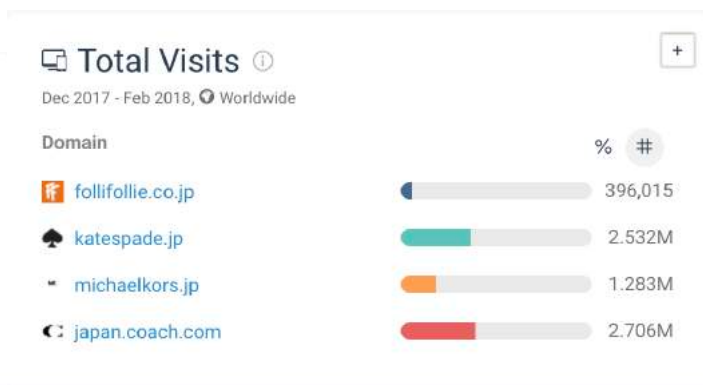 Total Visits
+
Dec 2017 - Feb 2018, Worldwide
Domain % #
follifollie.co.jp 396,015
katespade.jp 2.532M
michaelkors.jp 1.283M
japan.coach.com 2.706M